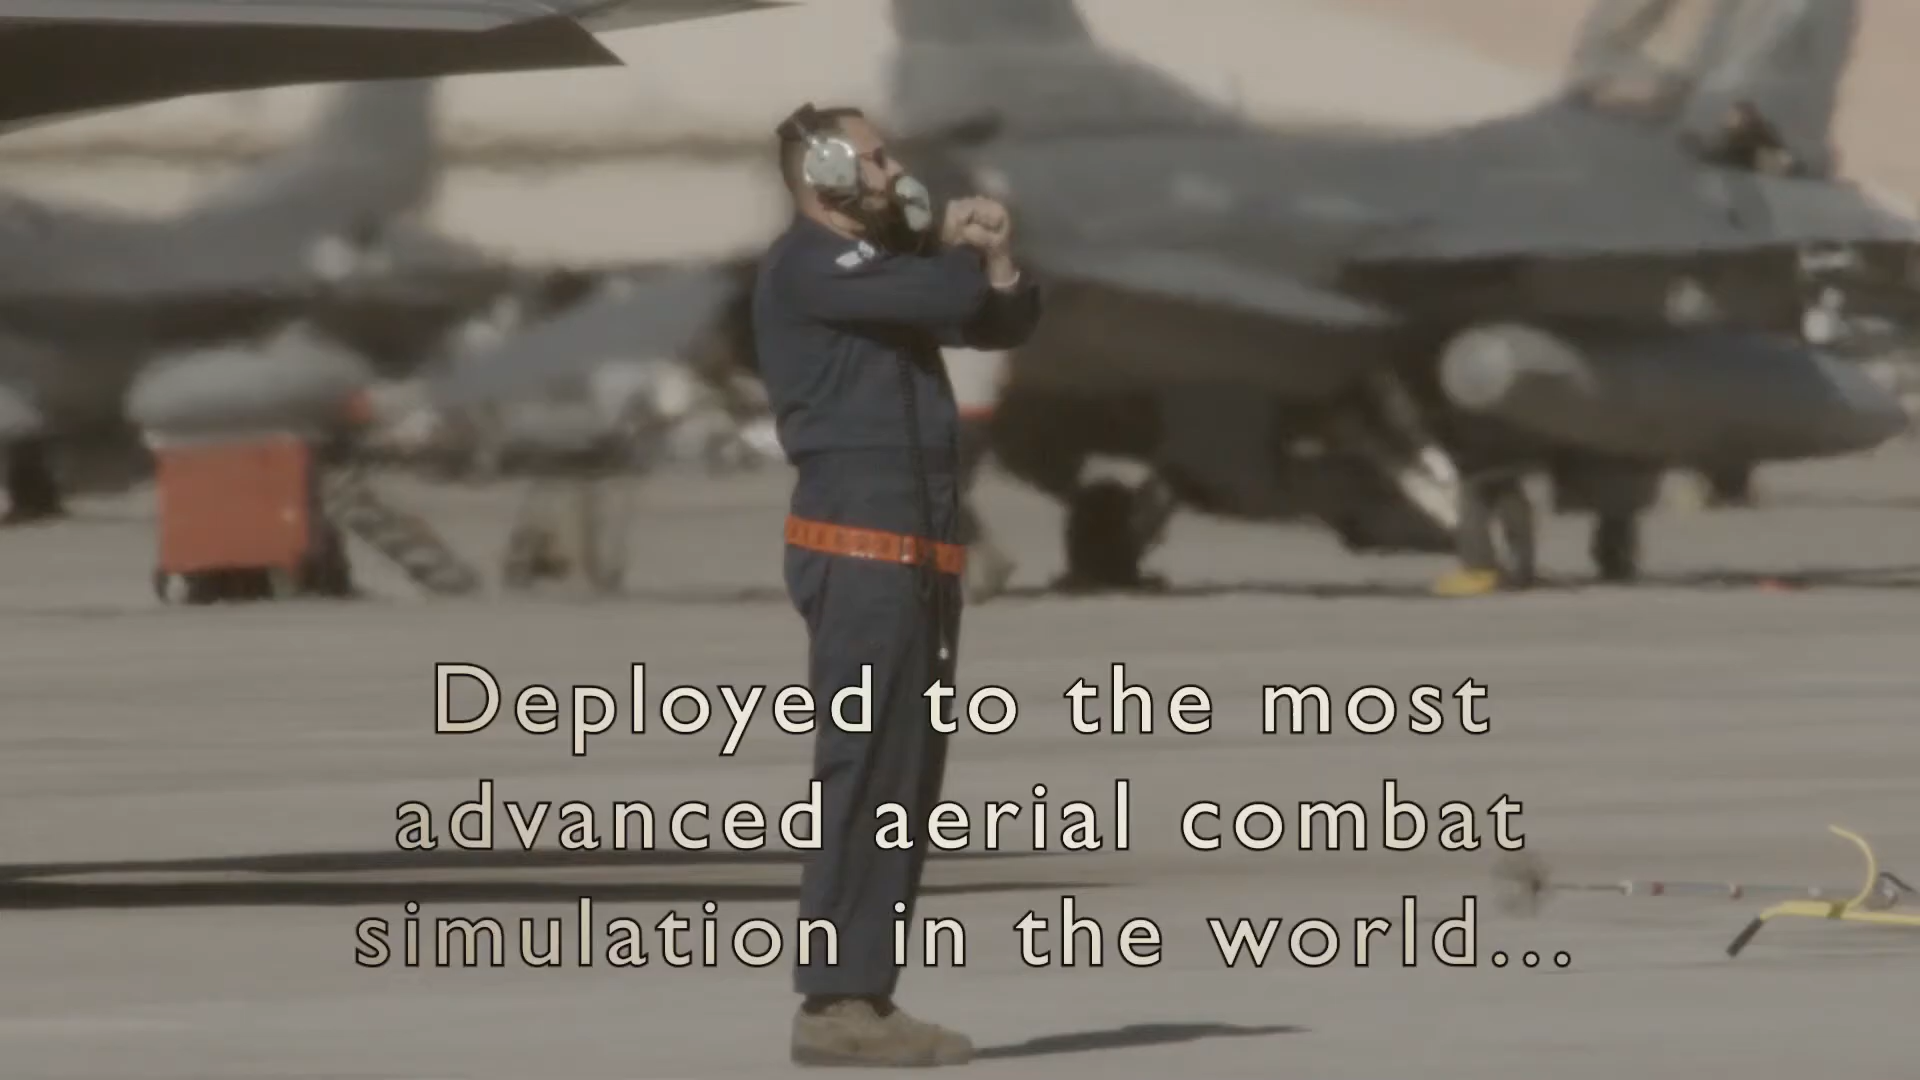 Deployed to the most
advanced aerial combat
simulation in the world...